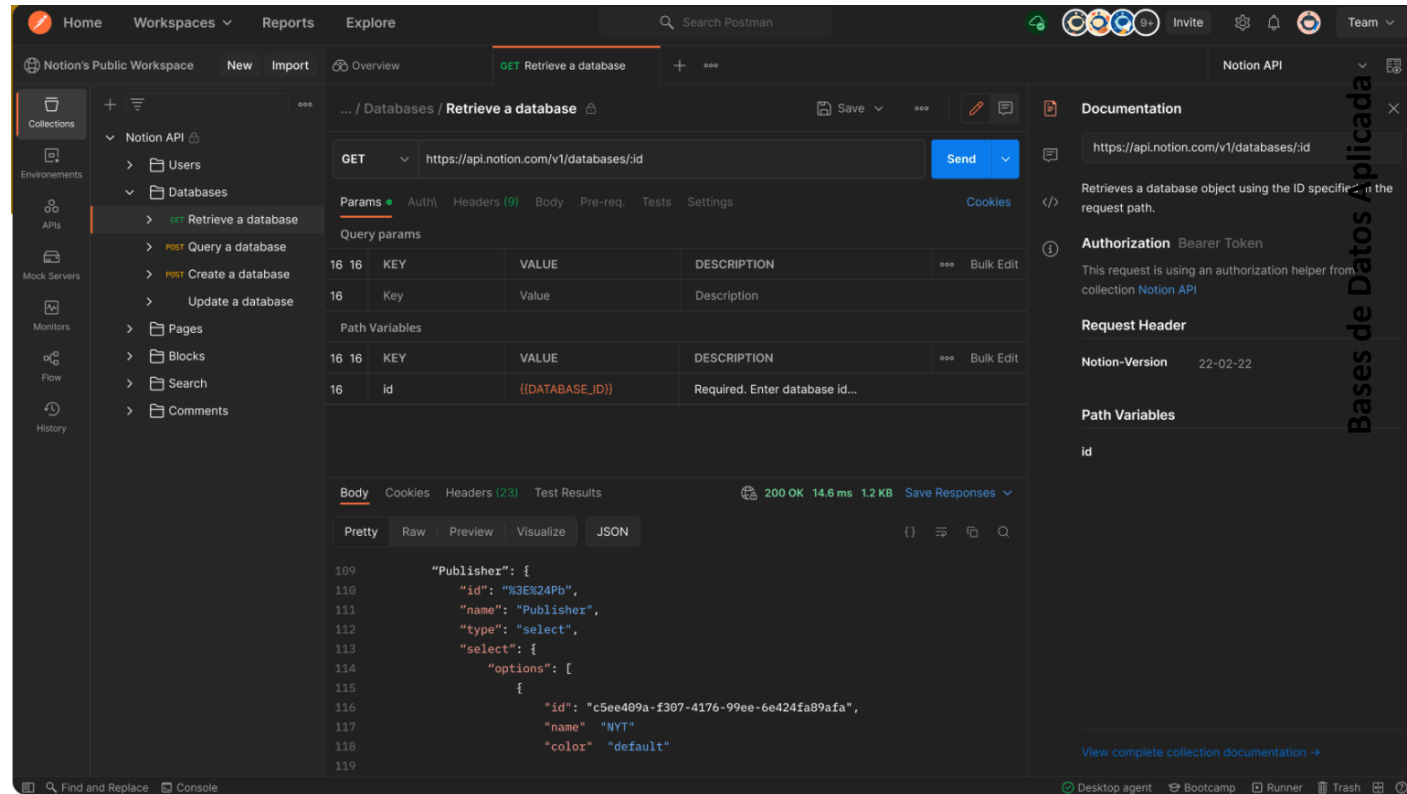 Home Workspaces Reports Explore Search Postman 9+ Invite Team
Notion's Public Workspace New Import Overview GET Retrieve a database Notion API
Collections
Environements
APIs
Mock Servers
Monitors
Flow
History
Notion API
Users
Databases
GET Retrieve a database
POST Query a database
POST Create a database
Update a database
Pages
Blocks
Search
Comments
... / Databases / Retrieve a database Save
GET https://api.notion.com/v1/databases/:id Send
Params Auth\ Headers (9) Body Pre-req. Tests Settings Cookies
Query params
16 16 KEY VALUE DESCRIPTION Bulk Edit
16 Key Value Description
Path Variables
16 16 KEY VALUE DESCRIPTION Bulk Edit
16 id {{DATABASE_ID}} Required. Enter database id...
Body Cookies Headers (23) Test Results 200 OK 14.6 ms 1.2 KB Save Responses
Pretty Raw Preview Visualize JSON
109 “Publisher”: {
110 “id”: “%3E%24Pb”,
111 “name”: "Publisher",
112 “type”: "select",
113 “select”: {
114 “options”: [
115 {
116 "id": "c5ee409a-f307-4176-99ee-6e424fa89afa",
117 "name" "NYT"
118 "color" "default"
119
Documentation
https://api.notion.com/v1/databases/:id
Retrieves a database object using the ID specified in the
request path.
Authorization Bearer Token
This request is using an authorization helper from
collection Notion API
Request Header
Notion-Version 22-02-22
Path Variables
id
View complete collection documentation →
Bases de Datos Aplicada
Find and Replace Console Desktop agent Bootcamp Runner Trash